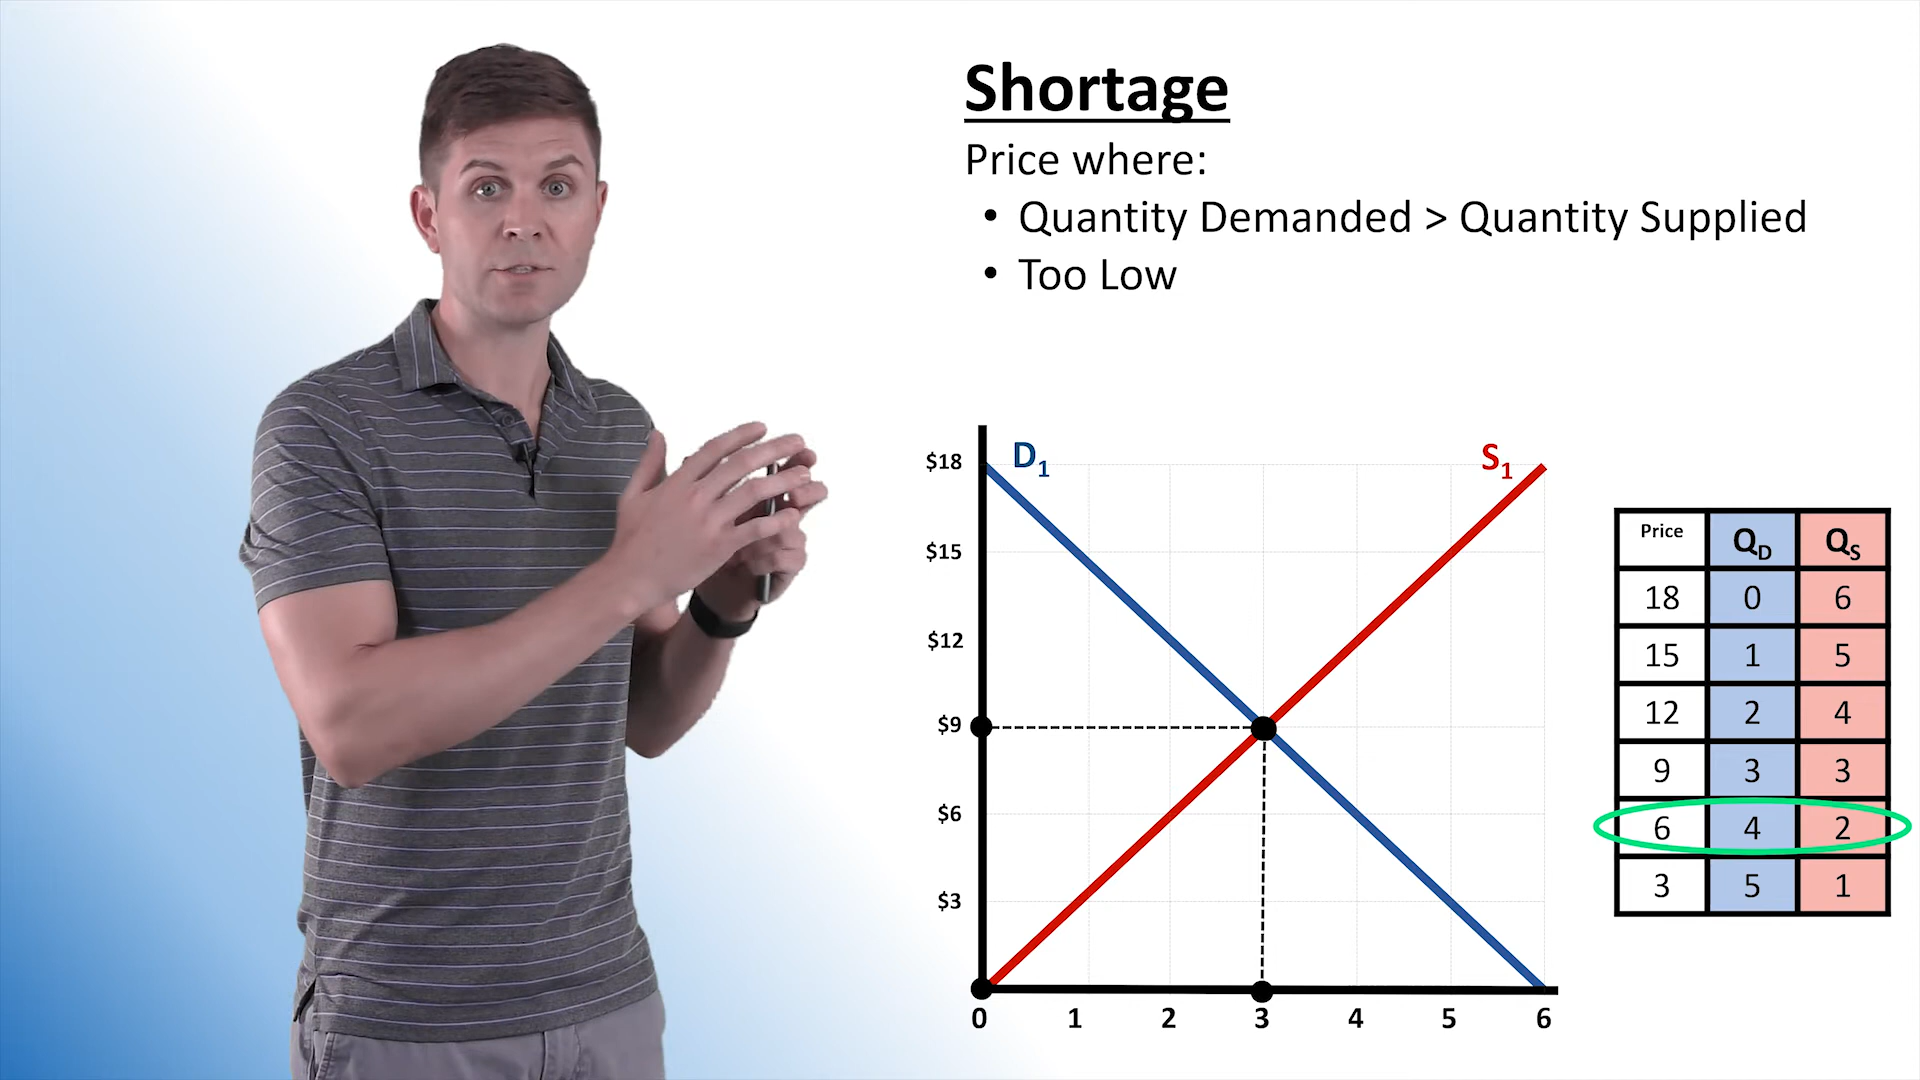 Shortage
Price where:
• Quantity Demanded > Quantity Supplied
• Too Low
D1
S1
$18
$15
$12
$9
$6
$3
0 1 2 3 4 5 6
Price QD QS
18 0 6
15 1 5
12 2 4
9 3 3
6 4 2
3 5 1